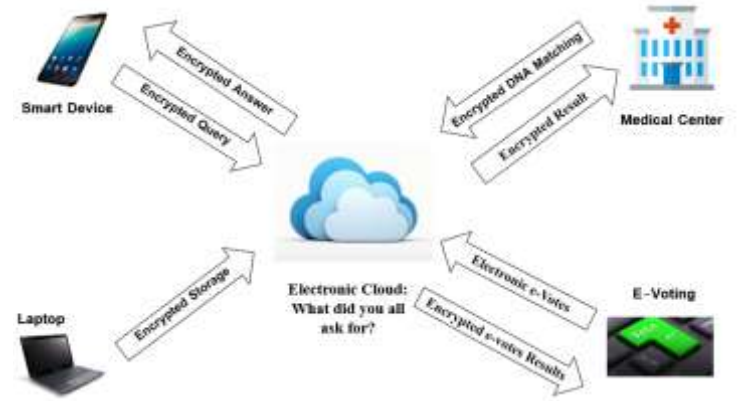 Encrypted Answer
Encrypted Query
Smart Device
Encrypted DNA Matching
Encrypted Result
Medical Center
Electronic Cloud:
What did you all
ask for?
Encrypted Storage
Laptop
Electronic e-Votes
Encrypted e-votes Results
E-Voting